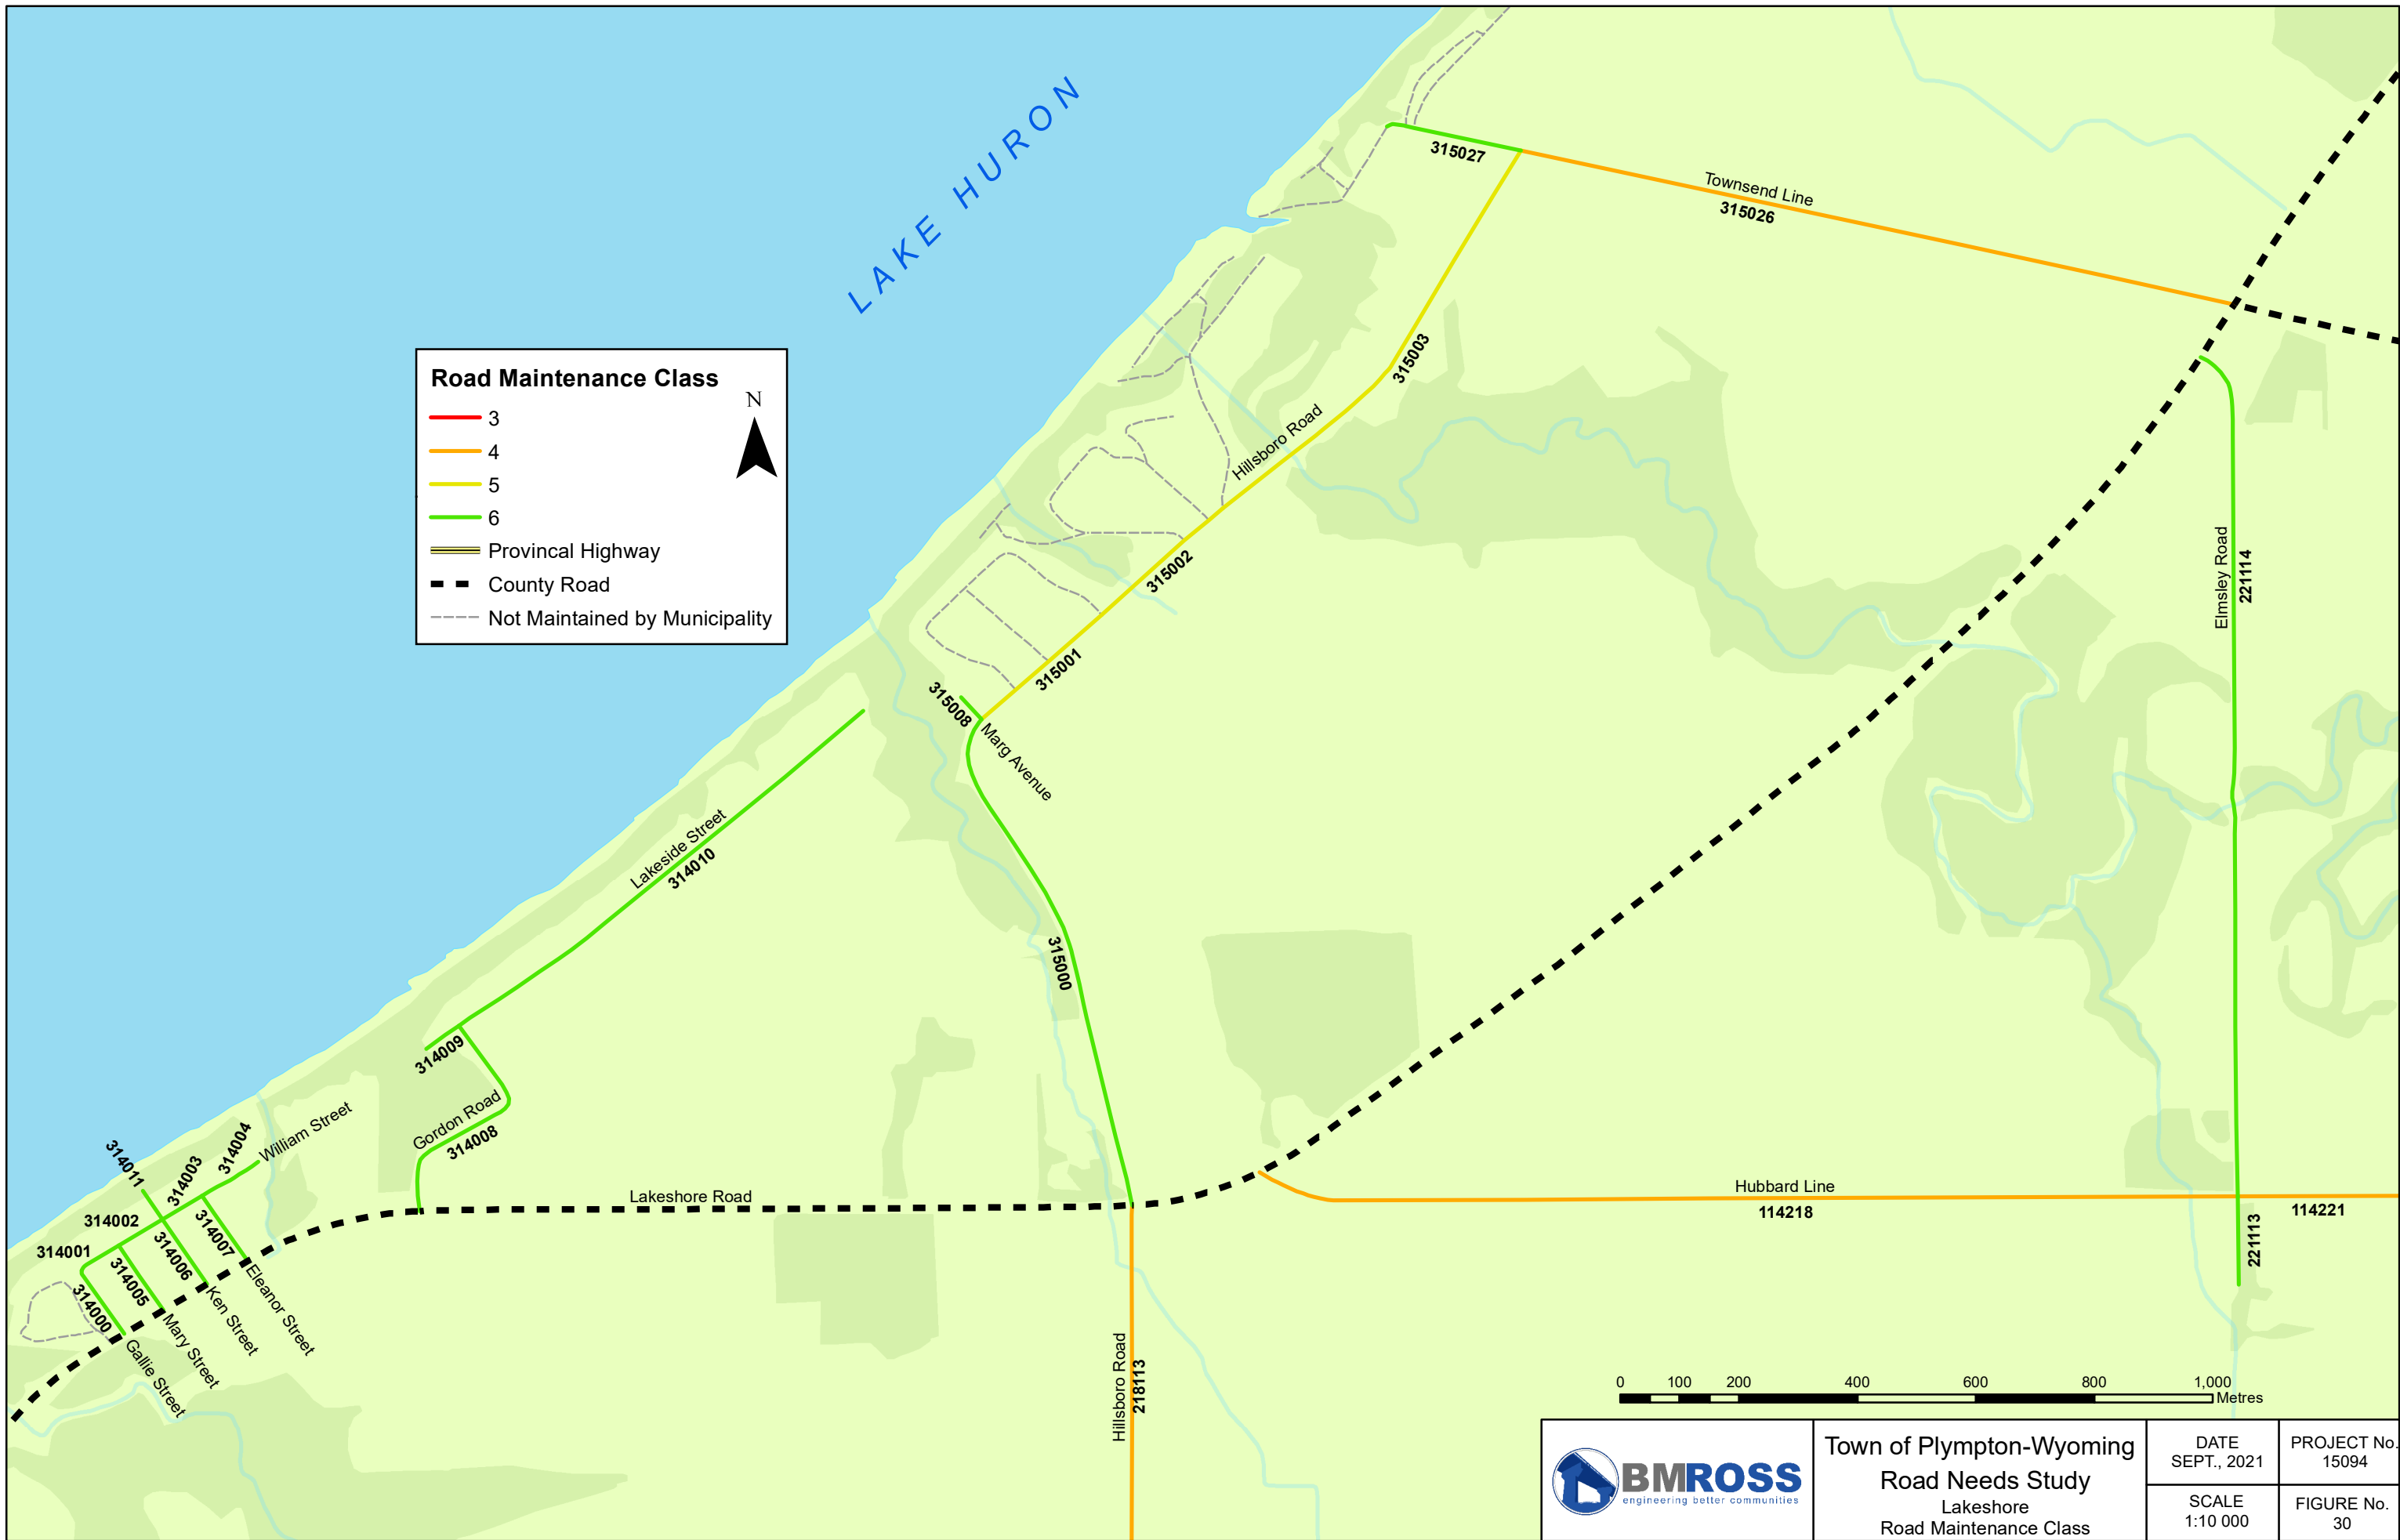 LAKE HURON
Road Maintenance Class
N
3
4
5
6
Provincal Highway
County Road
Not Maintained by Municipality
315027
Townsend Line
315026
315003
Hillsboro Road
315002
315001
315008
Marg Avenue
315000
Elmsley Road
221114
Lakeside Street
314010
314009
Gordon Road
314008
William Street
314004
314003
314011
314002
314001
314007
314006
314005
314000
Eleanor Street
Ken Street
Mary Street
Gallie Street
Lakeshore Road
Hubbard Line
114218
114221
221113
Hillsboro Road
218113
0 100 200 400 600 800 1,000
Metres
BMROSS
engineering better communities
Town of Plympton-Wyoming
Road Needs Study
Lakeshore
Road Maintenance Class
DATE
SEPT., 2021
PROJECT No.
15094
SCALE
1:10 000
FIGURE No.
30